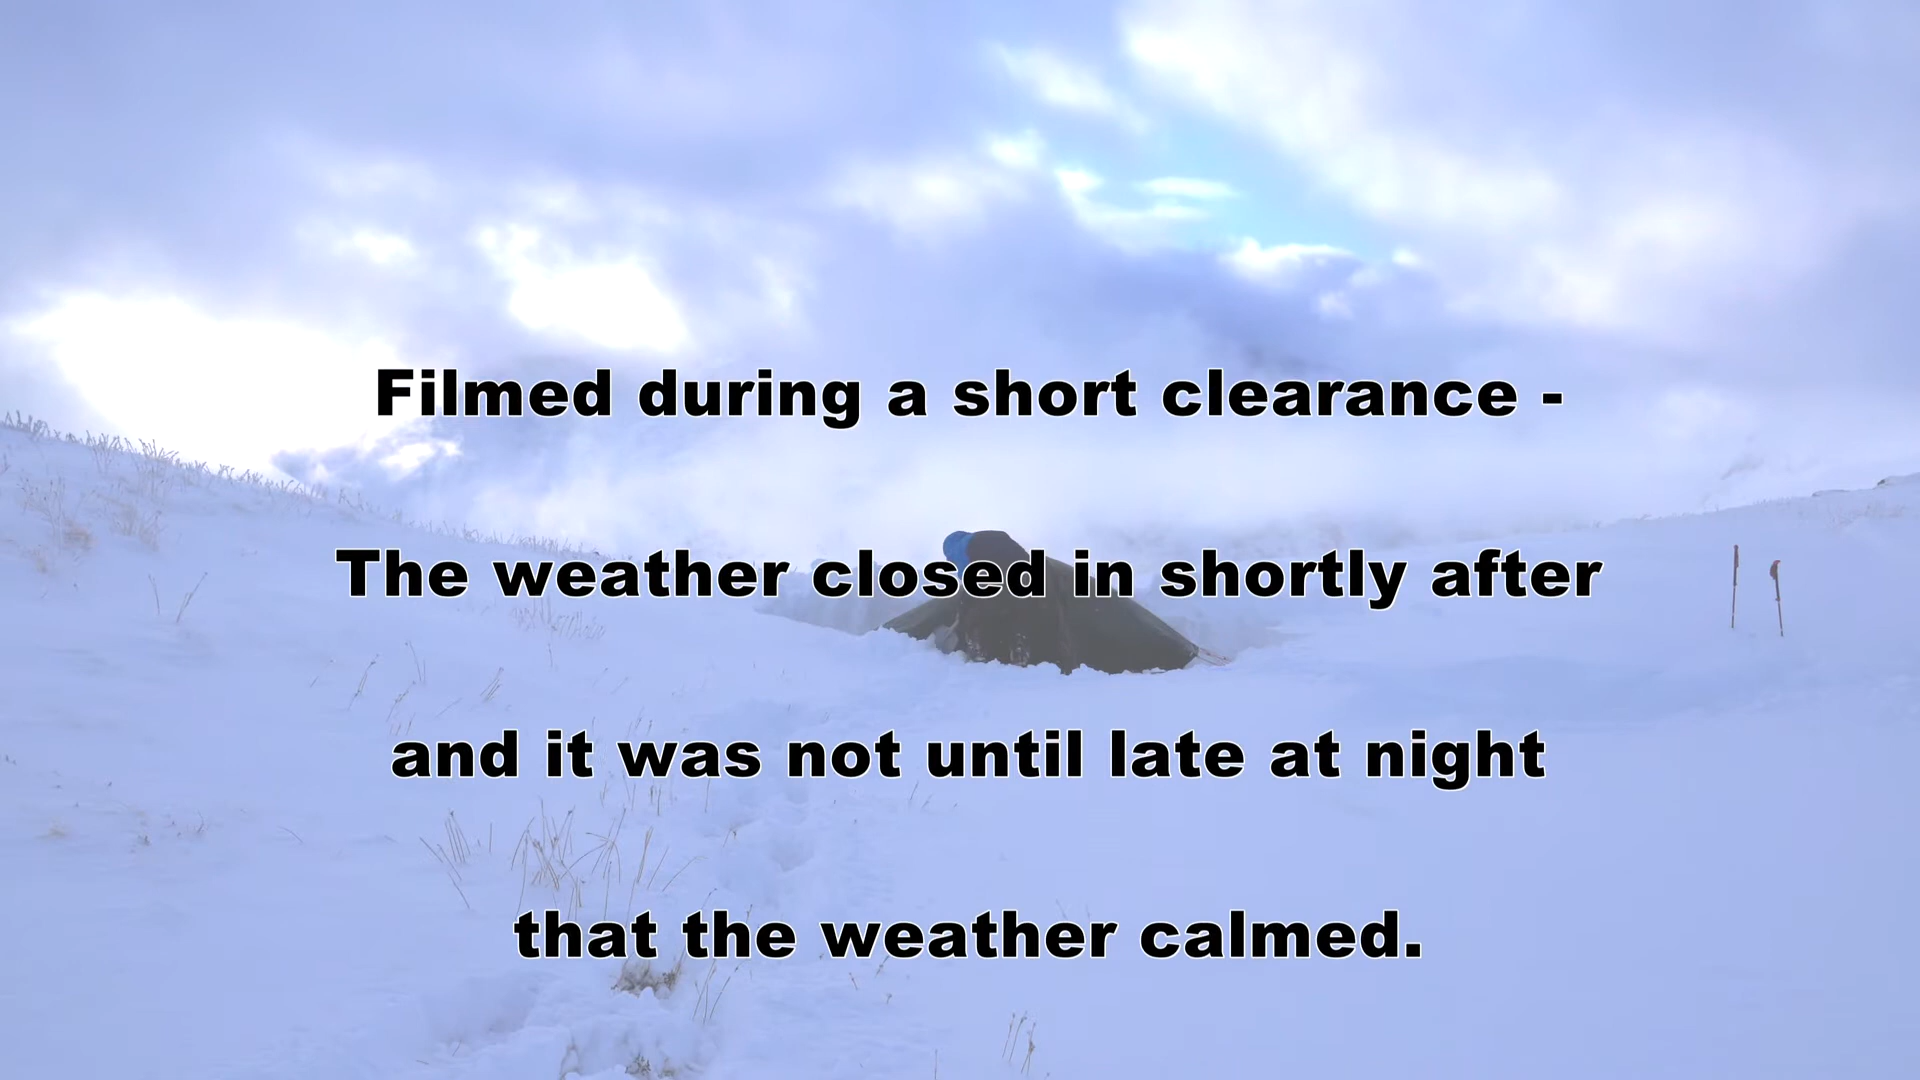 Filmed during a short clearance -
The weather closed in shortly after
and it was not until late at night
that the weather calmed.